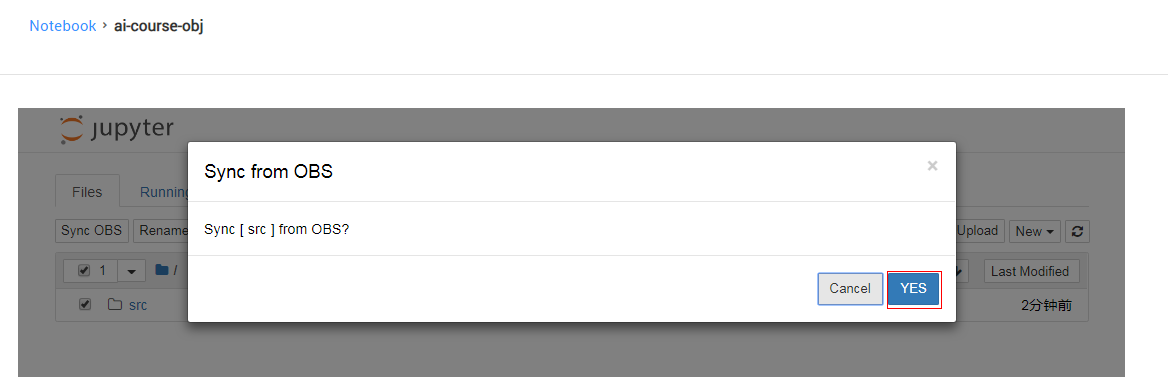 Notebook › ai-course-obj
jupyter
Sync from OBS ×
Files Running
Sync [ src ] from OBS?
Sync OBS Rename Upload New
1 / Last Modified
Cancel YES
src 2分钟前